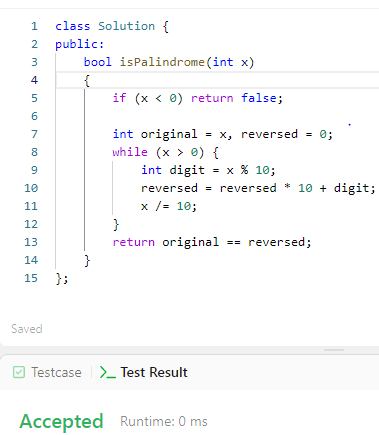 1 class Solution {
2 public:
3     bool isPalindrome(int x)
4     {
5         if (x < 0) return false;
6
7         int original = x, reversed = 0;
8         while (x > 0) {
9             int digit = x % 10;
10             reversed = reversed * 10 + digit;
11             x /= 10;
12         }
13         return original == reversed;
14     }
15 };
Saved
Testcase
Test Result
Accepted Runtime: 0 ms